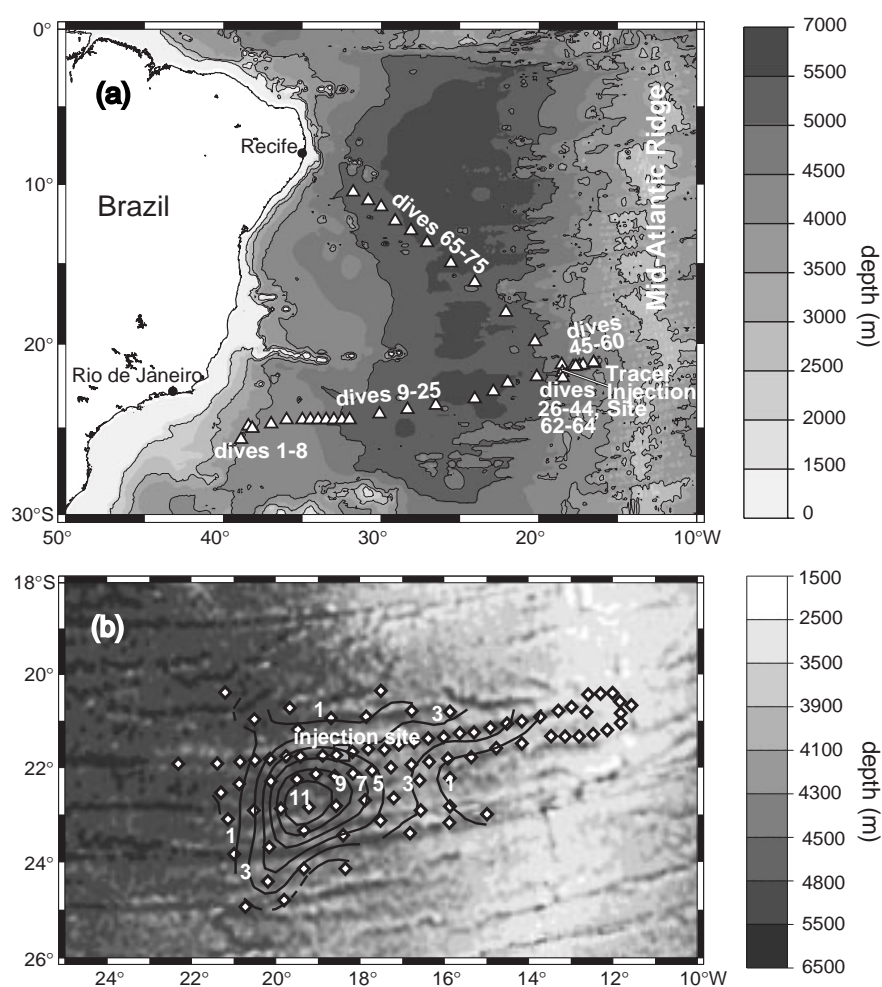 0°
(a)
Recife
10°
Brazil
dives 65-75
Mid-Atlantic Ridge
20°
dives
45-60
Rio de Janeiro
dives 9-25
Tracer
Injection
Site
dives
26-44,
62-64
dives 1-8
30°S
50°
40°
30°
20°
10°W
7000
5500
5000
4500
4000
3500
3000
2500
2000
1500
0
depth (m)
18°S
(b)
20°
1
3
injection site
22°
11
9
7
5
3
1
1
3
24°
26°
24°
22°
20°
18°
16°
14°
12°
10°W
1500
2500
3500
3900
4100
4300
4500
4800
5500
6500
depth (m)